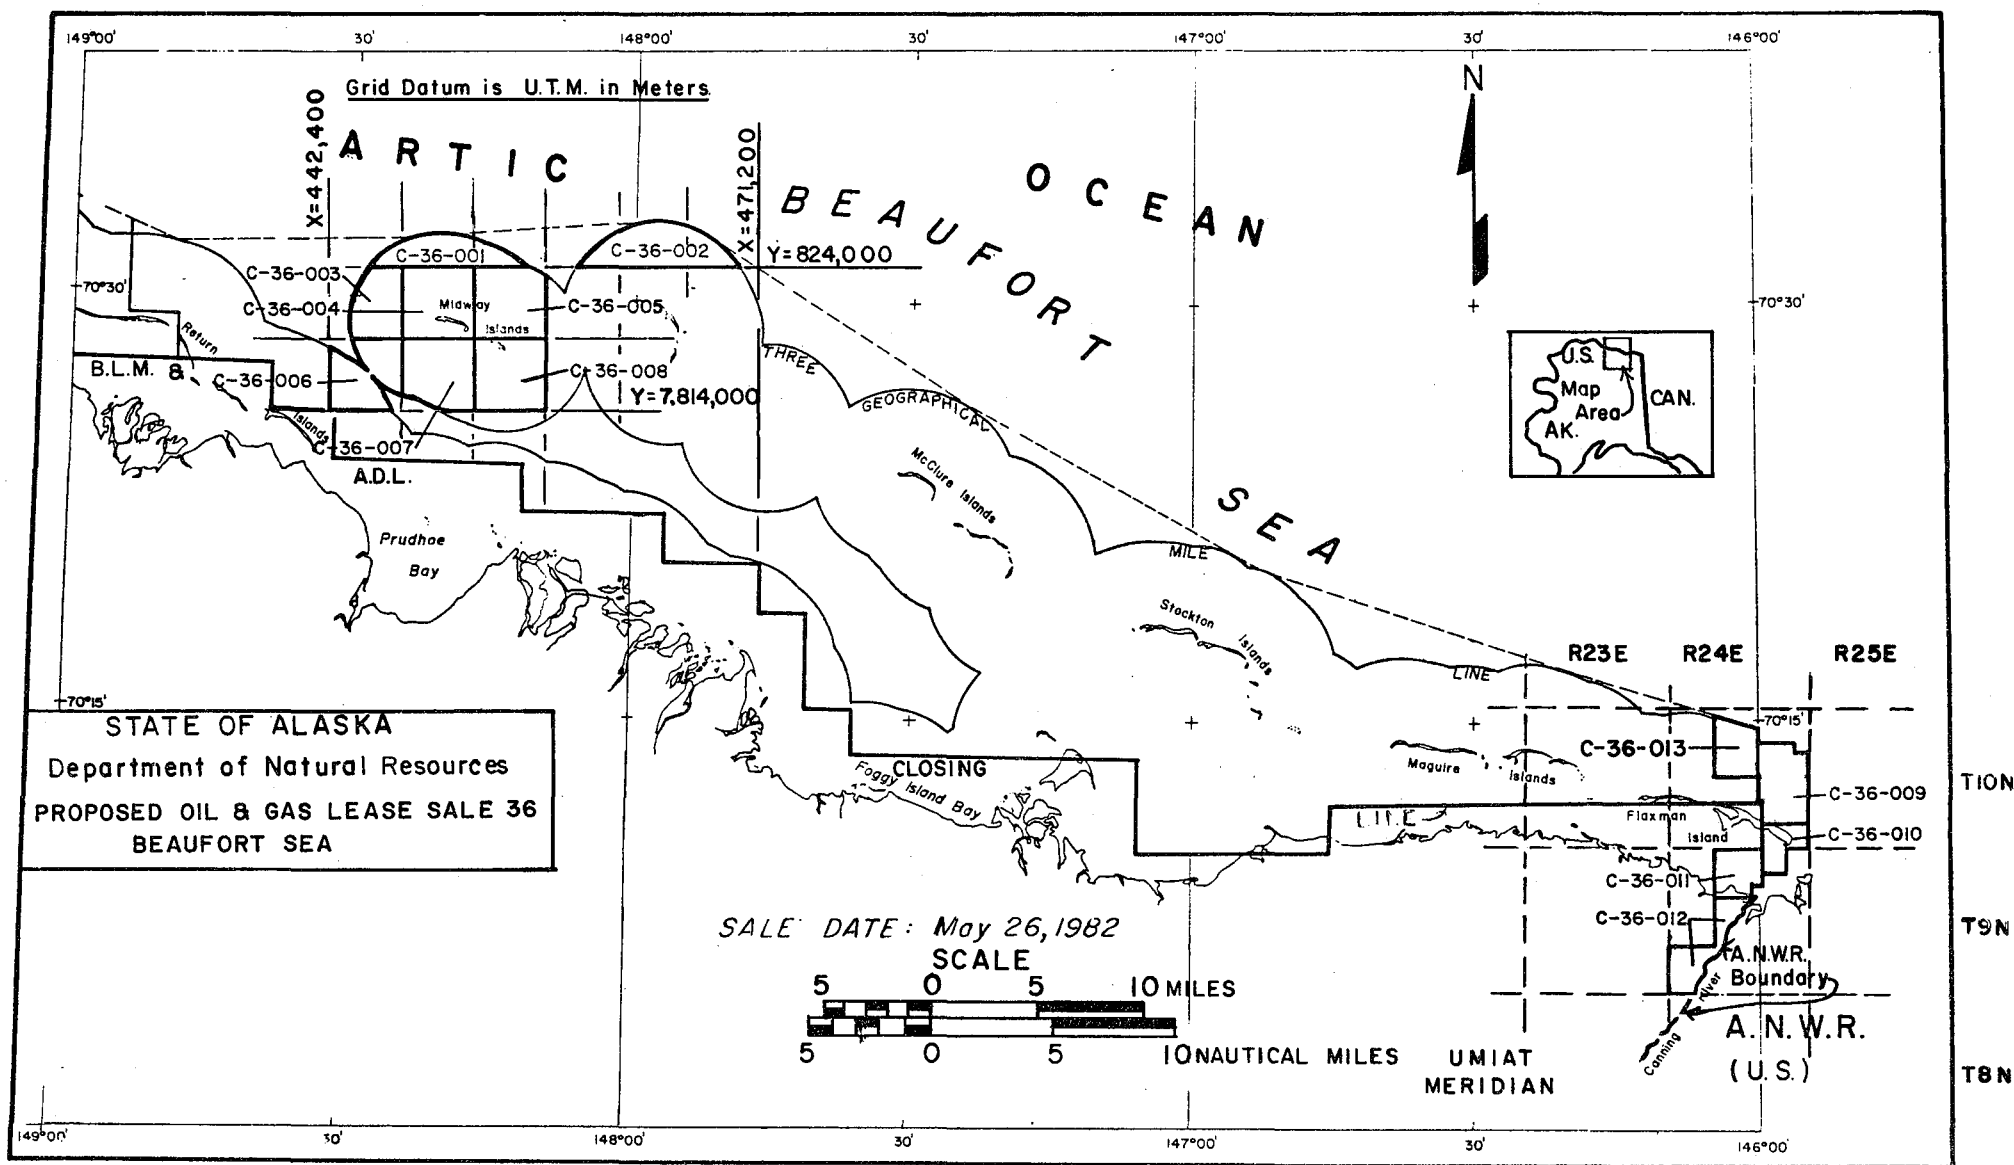 149°00'
30'
148°00'
30'
147°00'
30'
146°00'
Grid Datum is U.T.M. in Meters.
X=442,400
ARTIC
OCEAN
N
X=471,200
BEAUFORT
C-36-001
C-36-002
Y=824,000
C-36-003
70°30'
C-36-004
Midway
Islands
C-36-005
70°30'
Return
Islands
B.L.M. &
C-36-006
C-36-008
Y=7,814,000
C-36-007
A.D.L.
THREE
GEOGRAPHICAL
MILE
LINE
U.S.
Map
Area
CAN.
AK.
McClure Islands
SEA
Prudhoe
Bay
Stockton
Islands
R23E
R24E
R25E
70°15'
70°15'
STATE OF ALASKA
Department of Natural Resources
PROPOSED OIL & GAS LEASE SALE 36
BEAUFORT SEA
C-36-013
Maguire
Islands
CLOSING
LINE
Foggy Island Bay
T10N
C-36-009
Flaxman
Island
C-36-010
C-36-011
C-36-012
T9N
SALE DATE: May 26, 1982
SCALE
5 0 5 10 MILES
5 0 5 10 NAUTICAL MILES
A.N.W.R.
Boundary
Canning
River
A.N.W.R.
(U.S.)
UMIAT
MERIDIAN
T8N
149°00'
30'
148°00'
30'
147°00'
30'
146°00'